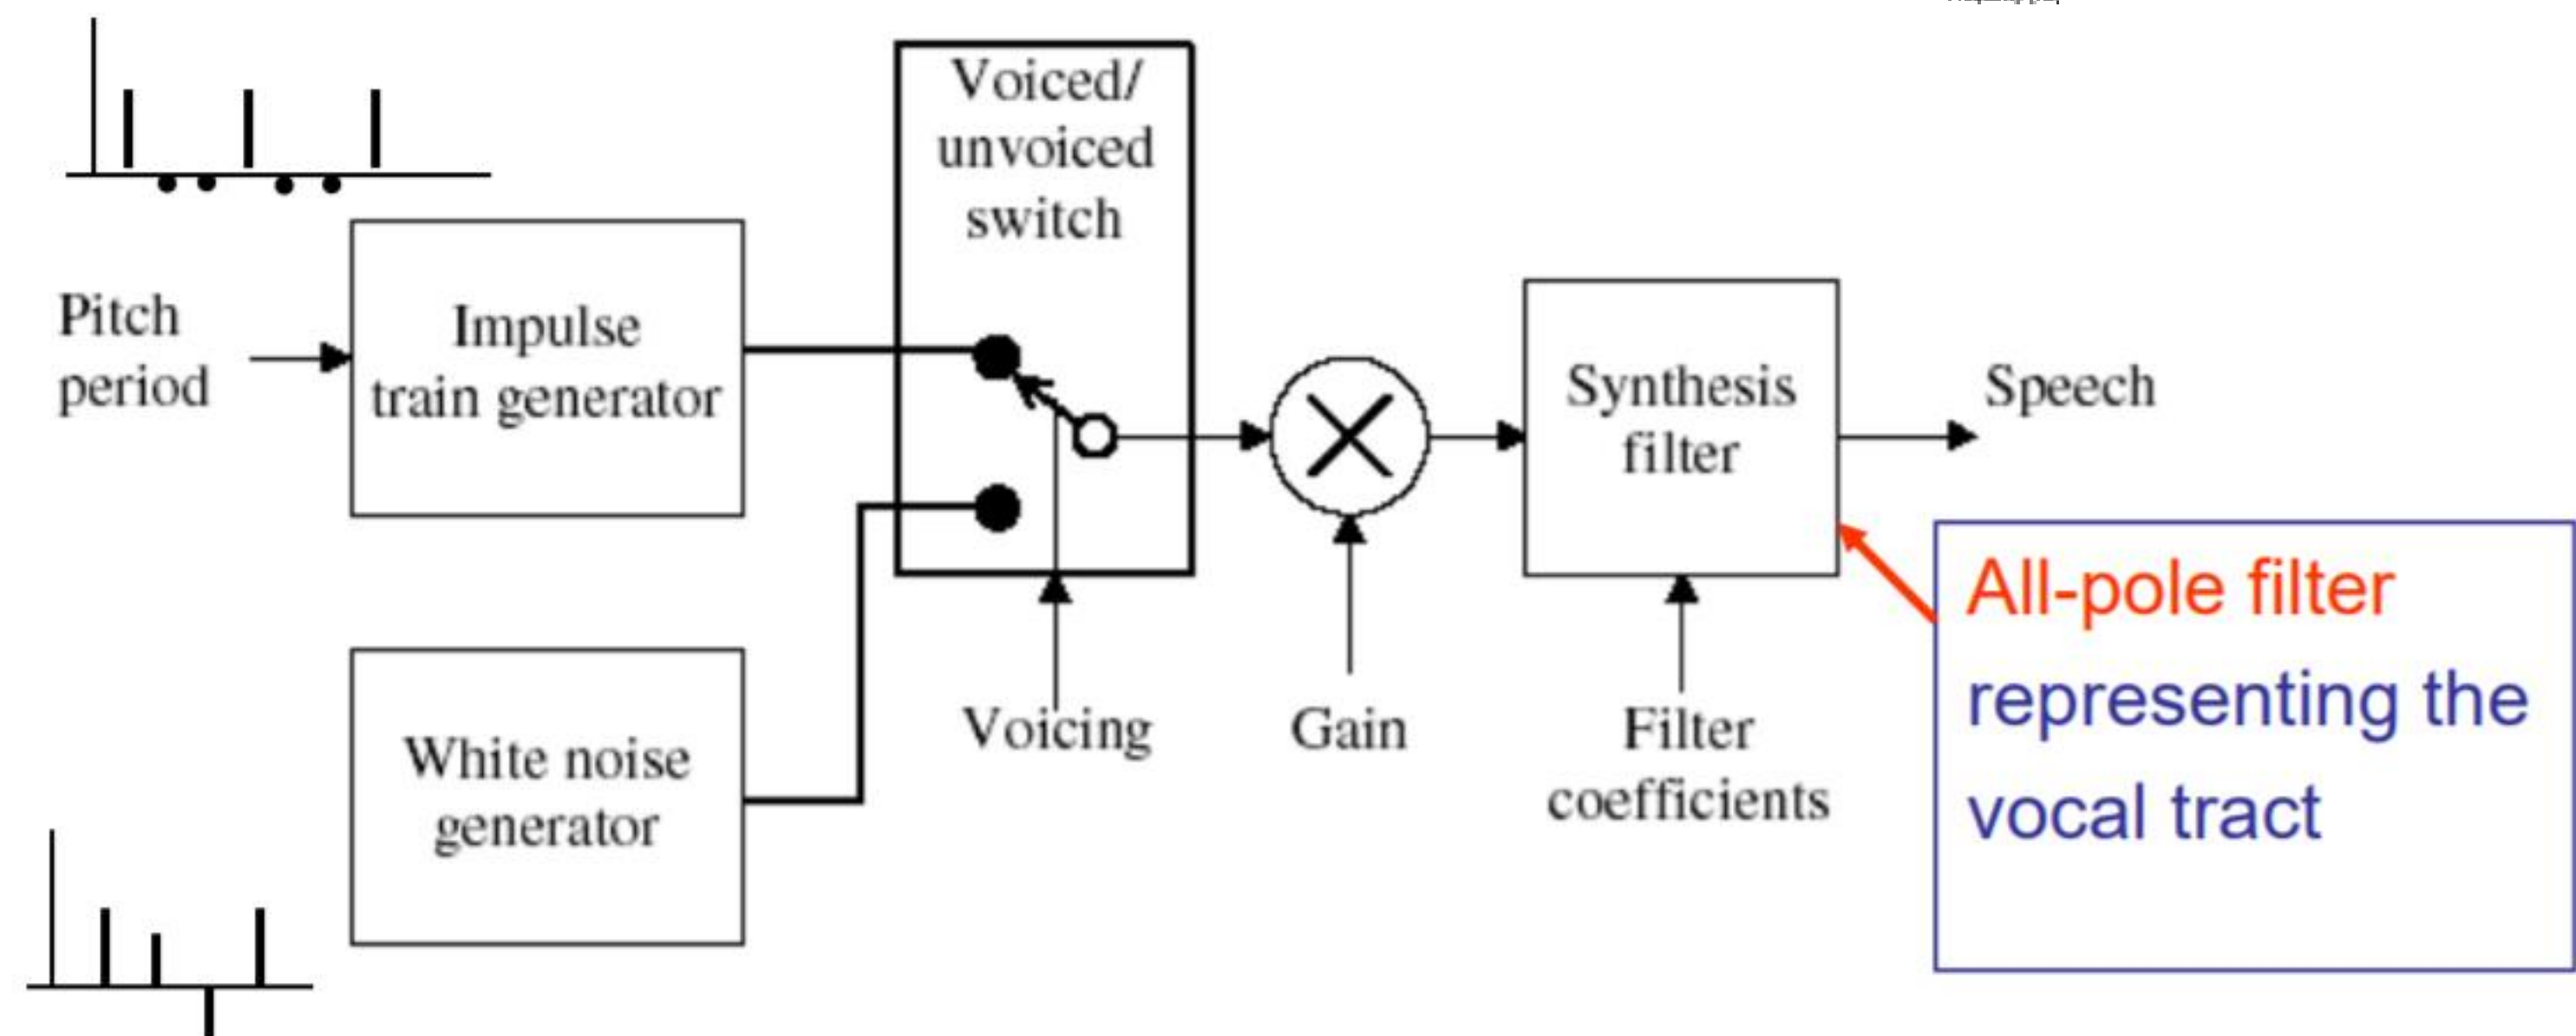 Voiced/
unvoiced
switch
Pitch
period
Impulse
train generator
Synthesis
filter
Speech
All-pole filter
representing the
vocal tract
White noise
generator
Voicing
Gain
Filter
coefficients